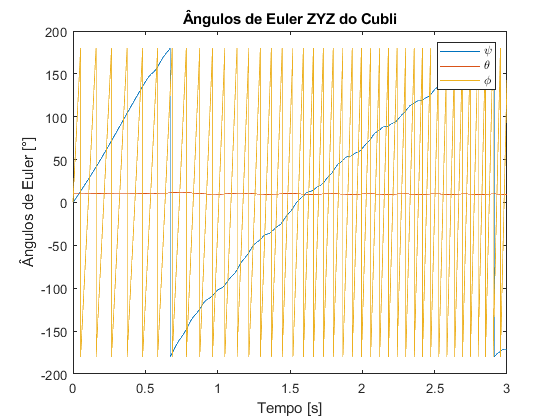 Ângulos de Euler ZYZ do Cubli
200
150
100
50
0
-50
-100
-150
-200
Ângulos de Euler [°]
ψ
θ
ϕ
0
0.5
1
1.5
2
2.5
3
Tempo [s]